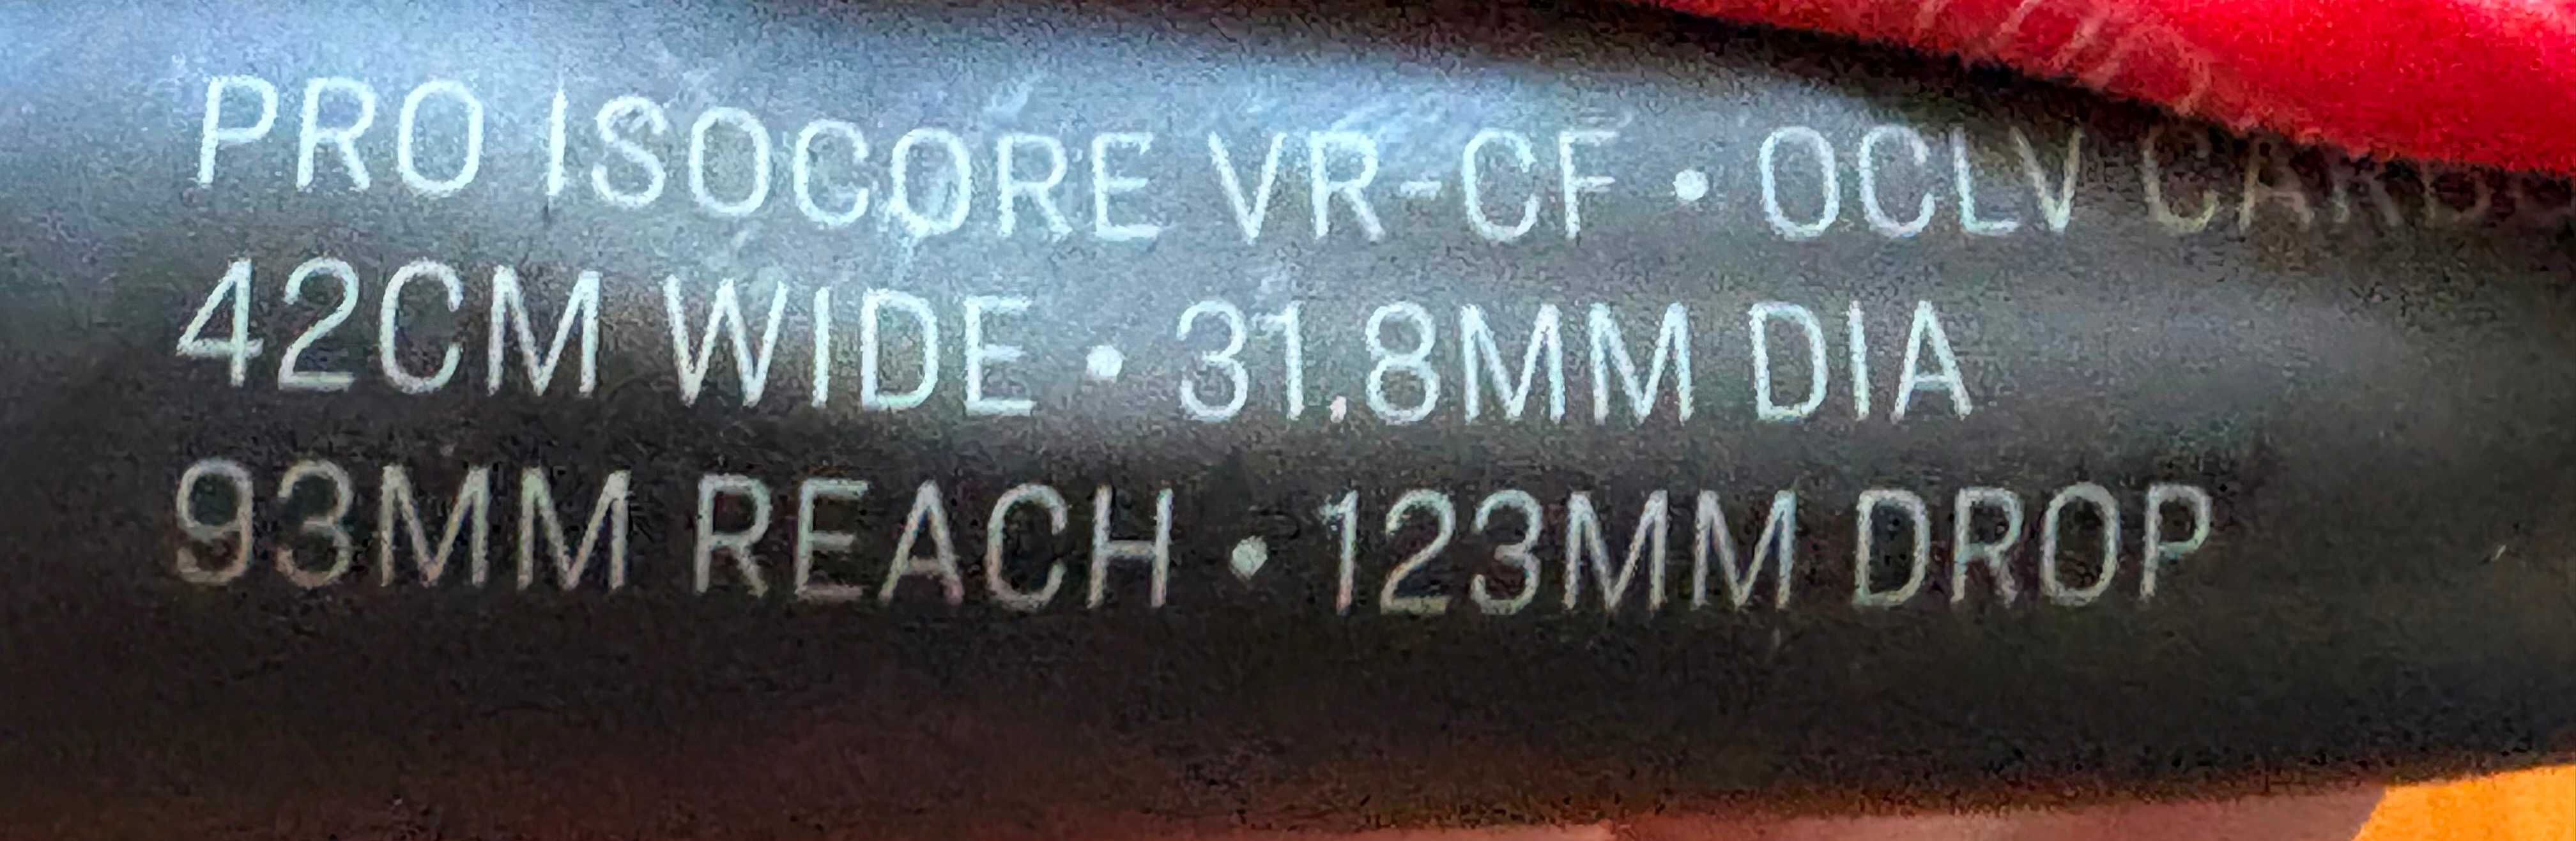 PRO ISOCORE VR-CF • OCLV
42CM WIDE • 31.8MM DIA
93MM REACH • 123MM DROP